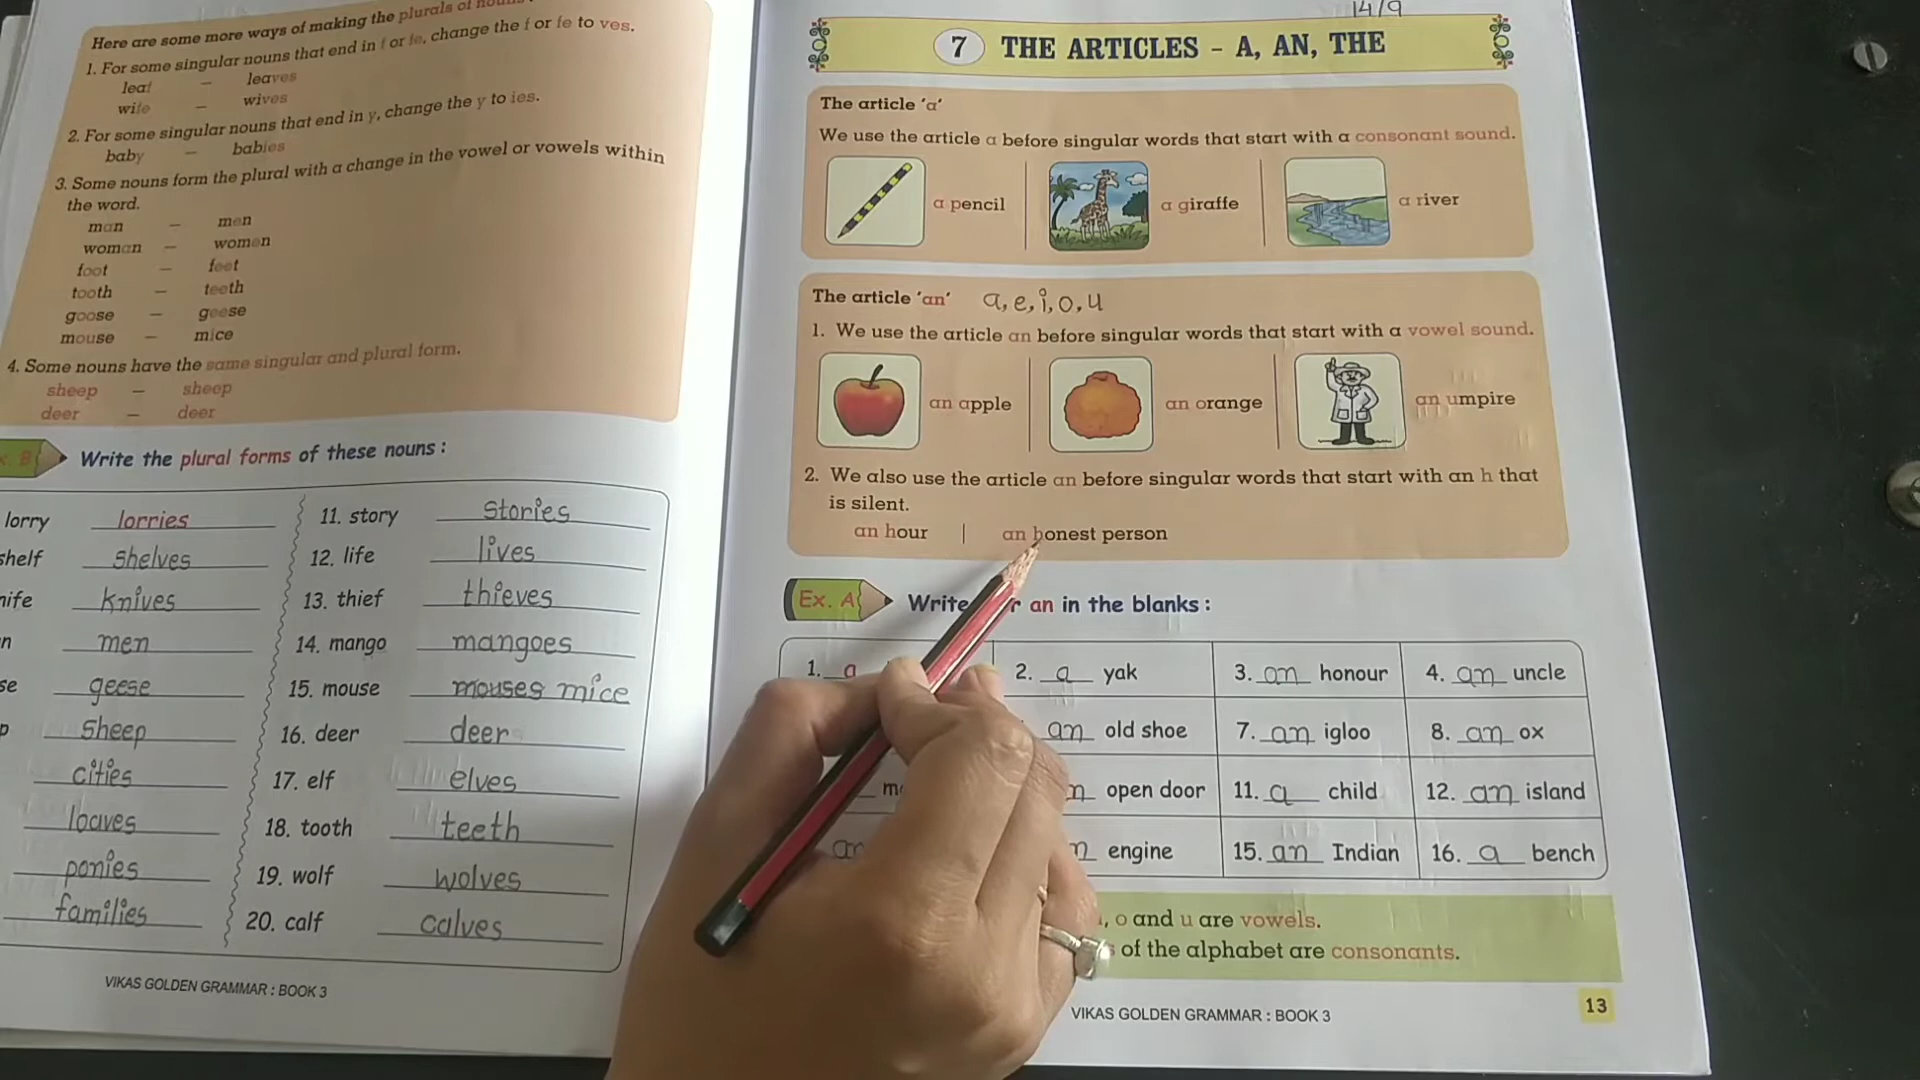 Here are some more ways of making the plurals of nouns
1. For some singular nouns that end in f or fe, change the f or fe to ves.
leaf – leaves
wife – wives
2. For some singular nouns that end in y, change the y to ies.
baby – babies
3. Some nouns form the plural with a change in the vowel or vowels within
the word.
man – men
woman – women
foot – feet
tooth – teeth
goose – geese
mouse – mice
4. Some nouns have the same singular and plural form.
sheep – sheep
deer – deer
Write the plural forms of these nouns :
lorry lorries
shelf shelves
knives
men
geese
sheep
cities
loaves
ponies
families
11. story stories
12. life lives
13. thief thieves
14. mango mangoes
15. mouse mouses mice
16. deer deer
17. elf elves
18. tooth teeth
19. wolf wolves
20. calf calves
VIKAS GOLDEN GRAMMAR : BOOK 3
14/9
7 THE ARTICLES – A, AN, THE
The article 'a'
We use the article a before singular words that start with a consonant sound.
a pencil | a giraffe | a river
The article 'an' a, e, i, o, u
1. We use the article an before singular words that start with a vowel sound.
an apple | an orange | an umpire
2. We also use the article an before singular words that start with an h that
is silent.
an hour | an honest person
Ex. A Write or an in the blanks :
1. a 2. a yak 3. an honour 4. an uncle
an old shoe 7. an igloo 8. an ox
open door 11. a child 12. an island
an engine 15. an Indian 16. a bench
, o and u are vowels.
of the alphabet are consonants.
VIKAS GOLDEN GRAMMAR : BOOK 3
13